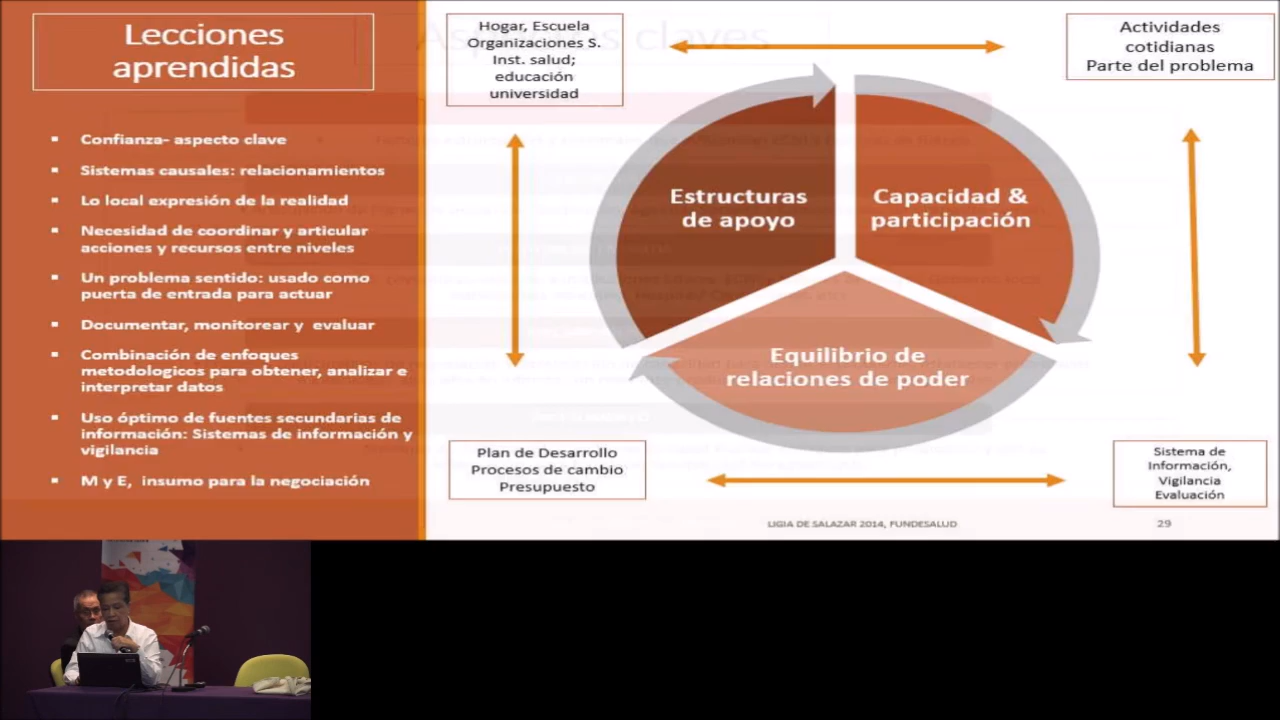 Lecciones
aprendidas
▪ Confianza- aspecto clave
▪ Sistemas causales: relacionamientos
▪ Lo local expresión de la realidad
▪ Necesidad de coordinar y articular
acciones y recursos entre niveles
▪ Un problema sentido: usado como
puerta de entrada para actuar
▪ Documentar, monitorear y evaluar
▪ Combinación de enfoques
metodologicos para obtener, analizar e
interpretar datos
▪ Uso óptimo de fuentes secundarias de
información: Sistemas de información y
vigilancia
▪ M y E, insumo para la negociación
Hogar, Escuela
Organizaciones S.
Inst. salud;
educación
universidad
Actividades
cotidianas
Parte del problema
Estructuras
de apoyo
Capacidad &
participación
Equilibrio de
relaciones de poder
Plan de Desarrollo
Procesos de cambio
Presupuesto
Sistema de
Información,
Vigilancia
Evaluación
LIGIA DE SALAZAR 2014, FUNDESALUD
29